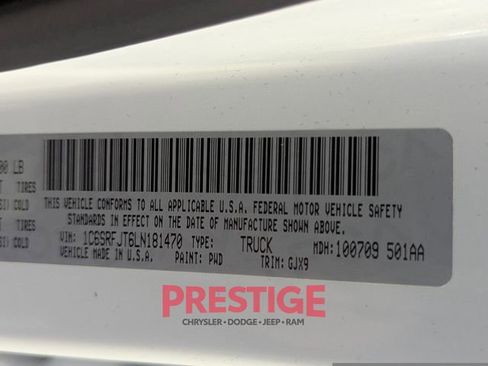 00 LB
TIRES
SI) COLD
TIRES
SI) COLD
THIS VEHICLE CONFORMS TO ALL APPLICABLE U.S.A. FEDERAL MOTOR VEHICLE SAFETY
STANDARDS IN EFFECT ON THE DATE OF MANUFACTURE SHOWN ABOVE.
VIN: 1C6SRFJT6LN181470 TYPE: TRUCK MDH:100709 501AA
VEHICLE MADE IN U.S.A. PAINT: PWD TRIM: GJX9
PRESTIGE
CHRYSLER • DODGE • JEEP • RAM